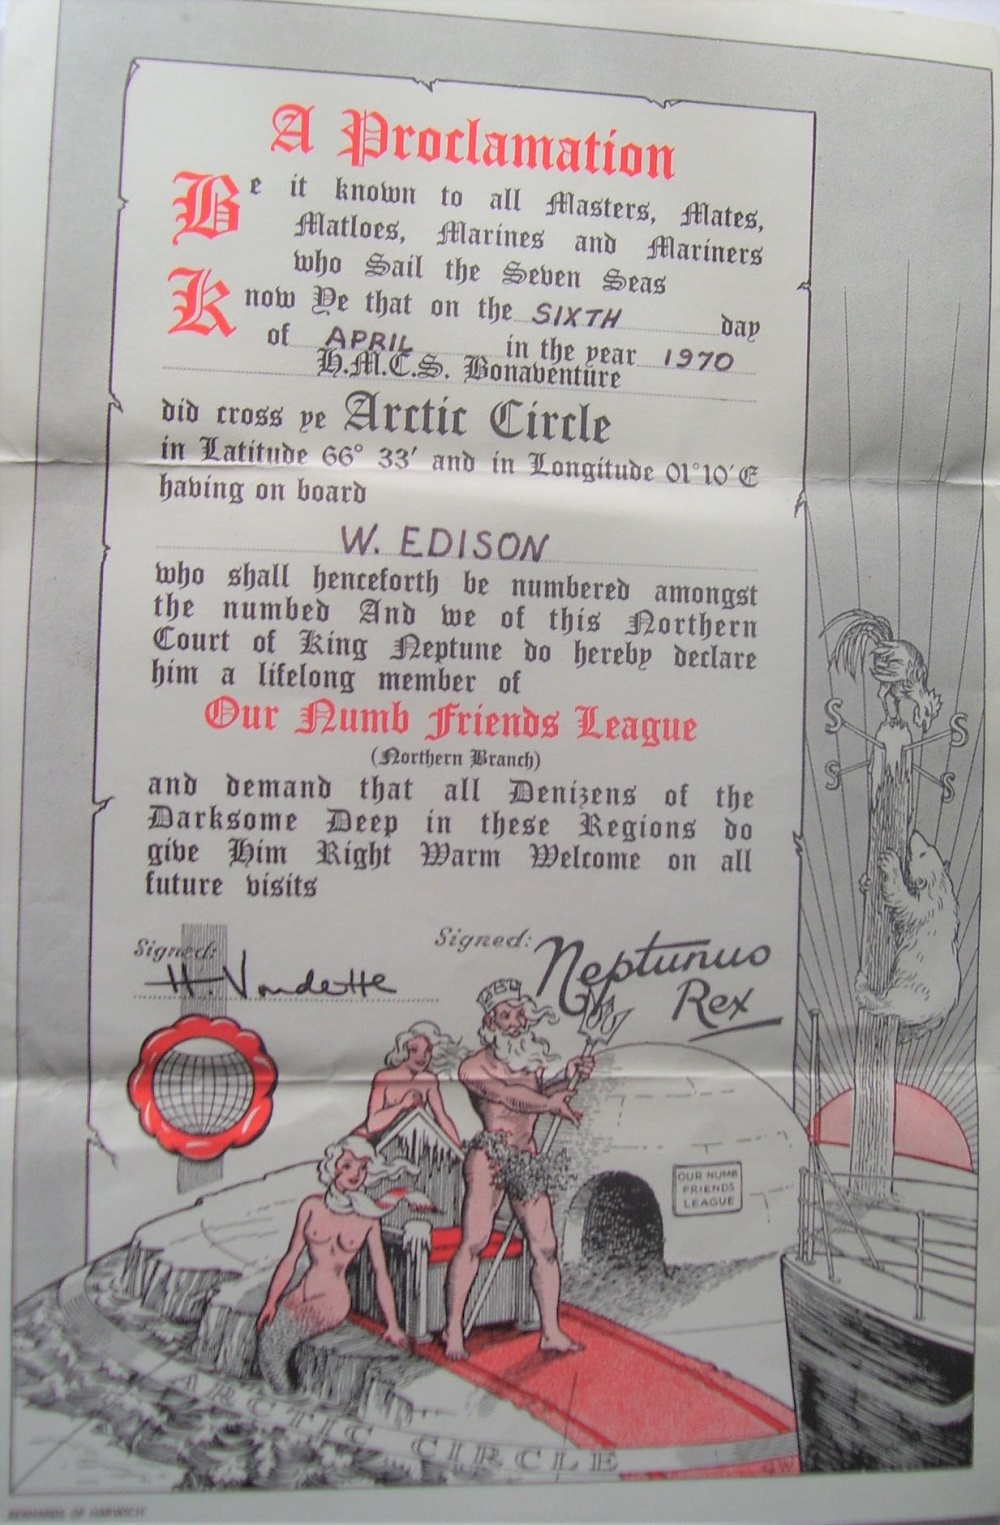 A Proclamation
Be it known to all Masters, Mates,
Matloes, Marines and Mariners
who Sail the Seven Seas
Know Ye that on the SIXTH day
of APRIL in the year 1970
H.M.C.S. Bonaventure
did cross ye Arctic Circle
in Latitude 66° 33′ and in Longitude 01°10′E
having on board
W. EDISON
who shall henceforth be numbered amongst
the numbed And we of this Northern
Court of King Neptune do hereby declare
him a lifelong member of
Our Numb Friends League
(Northern Branch)
and demand that all Denizens of the
Darksome Deep in these Regions do
give Him Right Warm Welcome on all
future visits
Signed:
H. Vondette
Signed: Neptunus
Rex
S S
S S
OUR NUMB
FRIENDS
LEAGUE
ARCTIC CIRCLE
GW
BERNARDS OF HARWICH